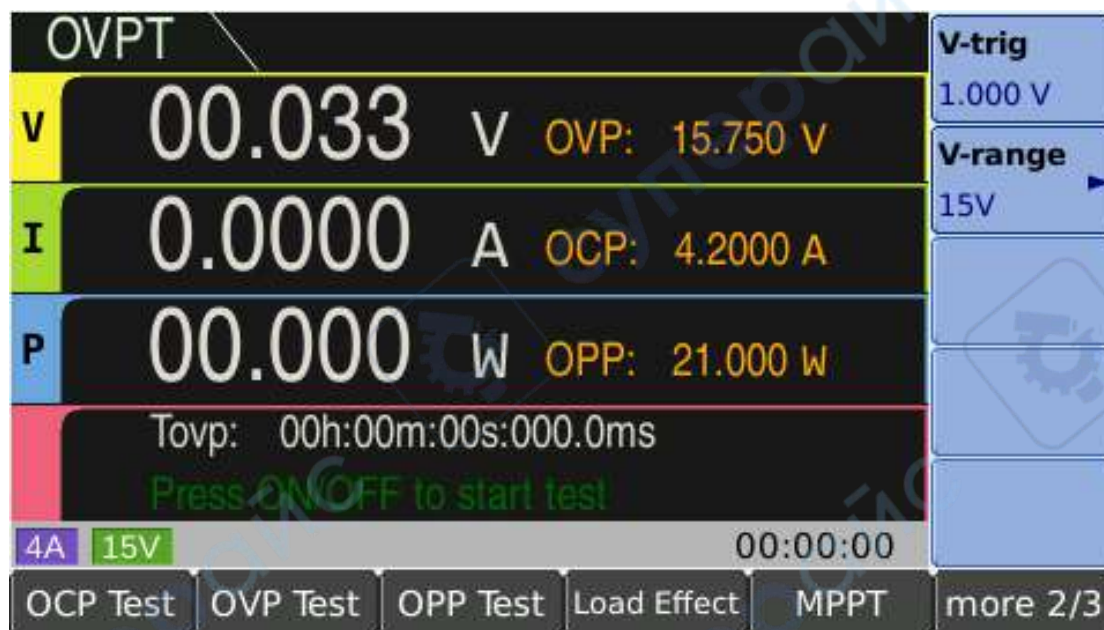 OVPT
V 00.033 V OVP: 15.750 V
I 0.0000 A OCP: 4.2000 A
P 00.000 W OPP: 21.000 W
Tovp: 00h:00m:00s:000.0ms
Press ON/OFF to start test
4A 15V 00:00:00
OCP Test OVP Test OPP Test Load Effect MPPT more 2/3
V-trig
1.000 V
V-range
15V
суперайс